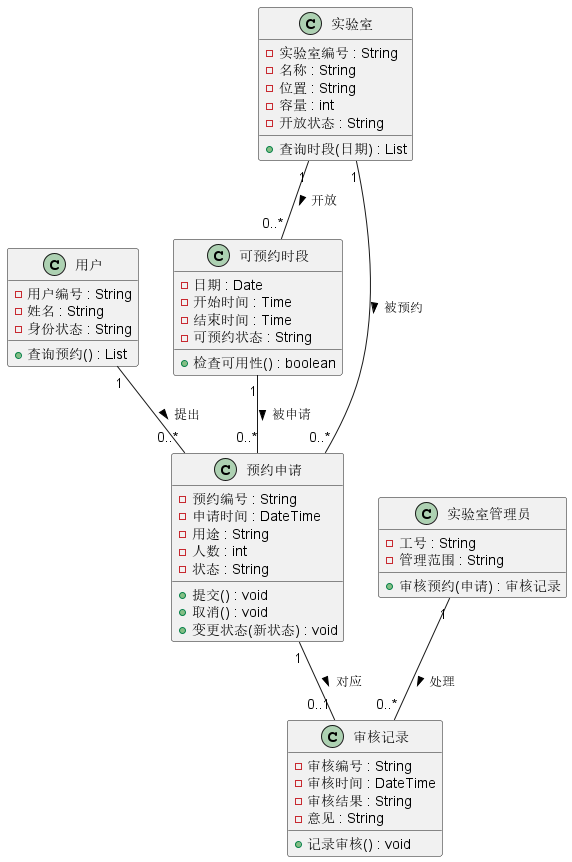 C 实验室
实验室编号 : String
名称 : String
位置 : String
容量 : int
开放状态 : String
查询时段(日期) : List
1
1
开放
0..*
C 用户
用户编号 : String
姓名 : String
身份状态 : String
查询预约() : List
C 可预约时段
日期 : Date
开始时间 : Time
结束时间 : Time
可预约状态 : String
检查可用性() : boolean
被预约
1
1
提出
被申请
0..*
0..*
0..*
C 预约申请
预约编号 : String
申请时间 : DateTime
用途 : String
人数 : int
状态 : String
提交() : void
取消() : void
变更状态(新状态) : void
C 实验室管理员
工号 : String
管理范围 : String
审核预约(申请) : 审核记录
1
1
对应
处理
0..1
0..*
C 审核记录
审核编号 : String
审核时间 : DateTime
审核结果 : String
意见 : String
记录审核() : void